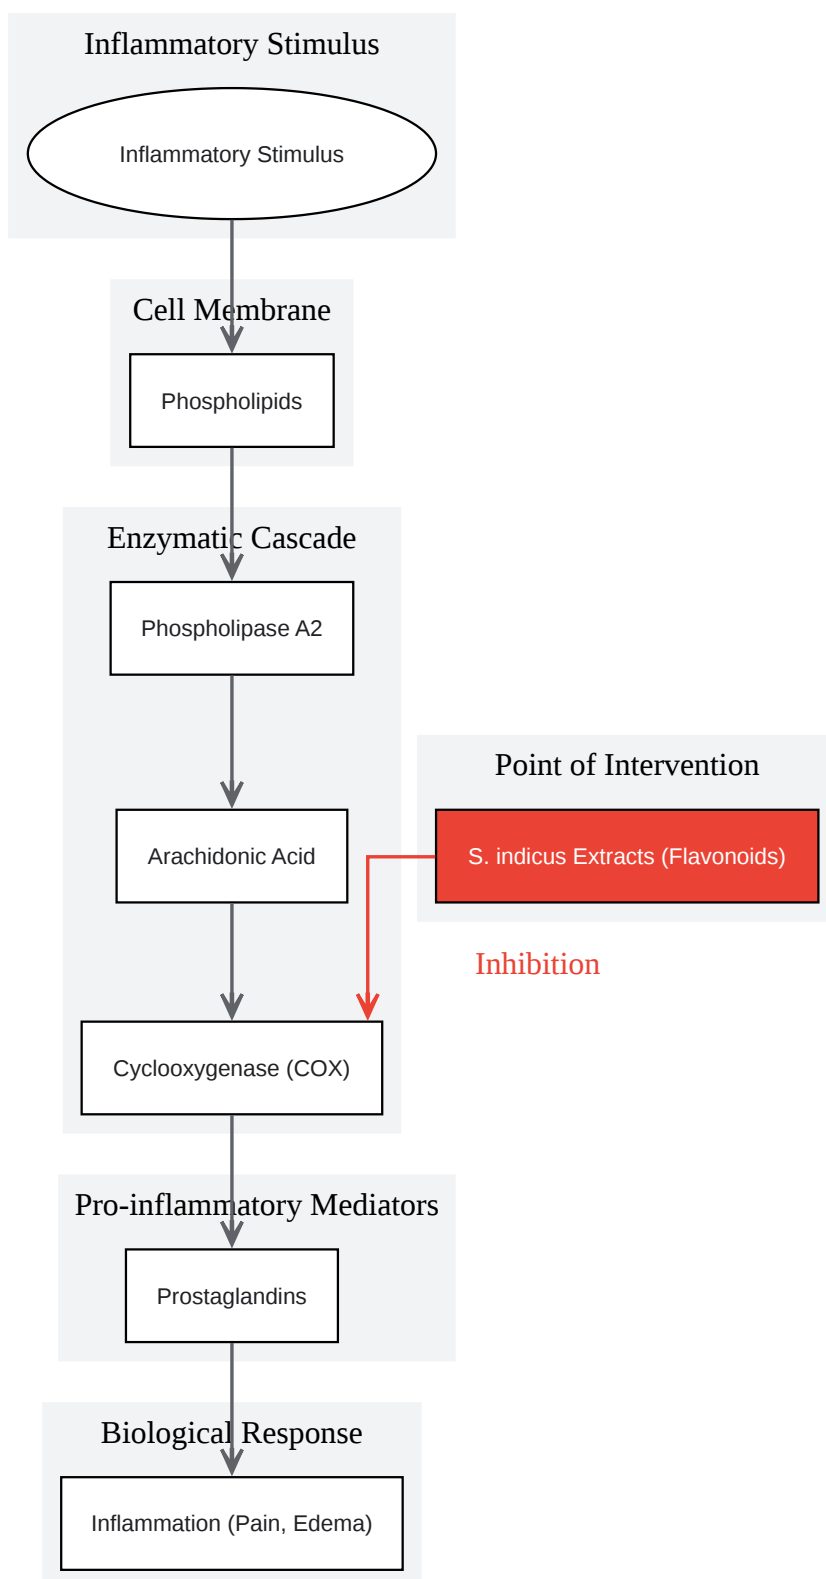 Inflammatory Stimulus
Inflammatory Stimulus
Cell Membrane
Phospholipids
Enzymatic Cascade
Phospholipase A2
Point of Intervention
Arachidonic Acid
S. indicus Extracts (Flavonoids)
Inhibition
Cyclooxygenase (COX)
Pro-inflammatory Mediators
Prostaglandins
Biological Response
Inflammation (Pain, Edema)